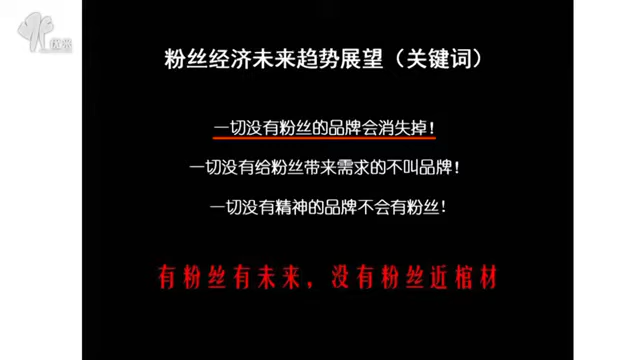 优米
粉丝经济未来趋势展望（关键词）
一切没有粉丝的品牌会消失掉！
一切没有给粉丝带来需求的不叫品牌！
一切没有精神的品牌不会有粉丝！
有粉丝有未来，没有粉丝近棺材